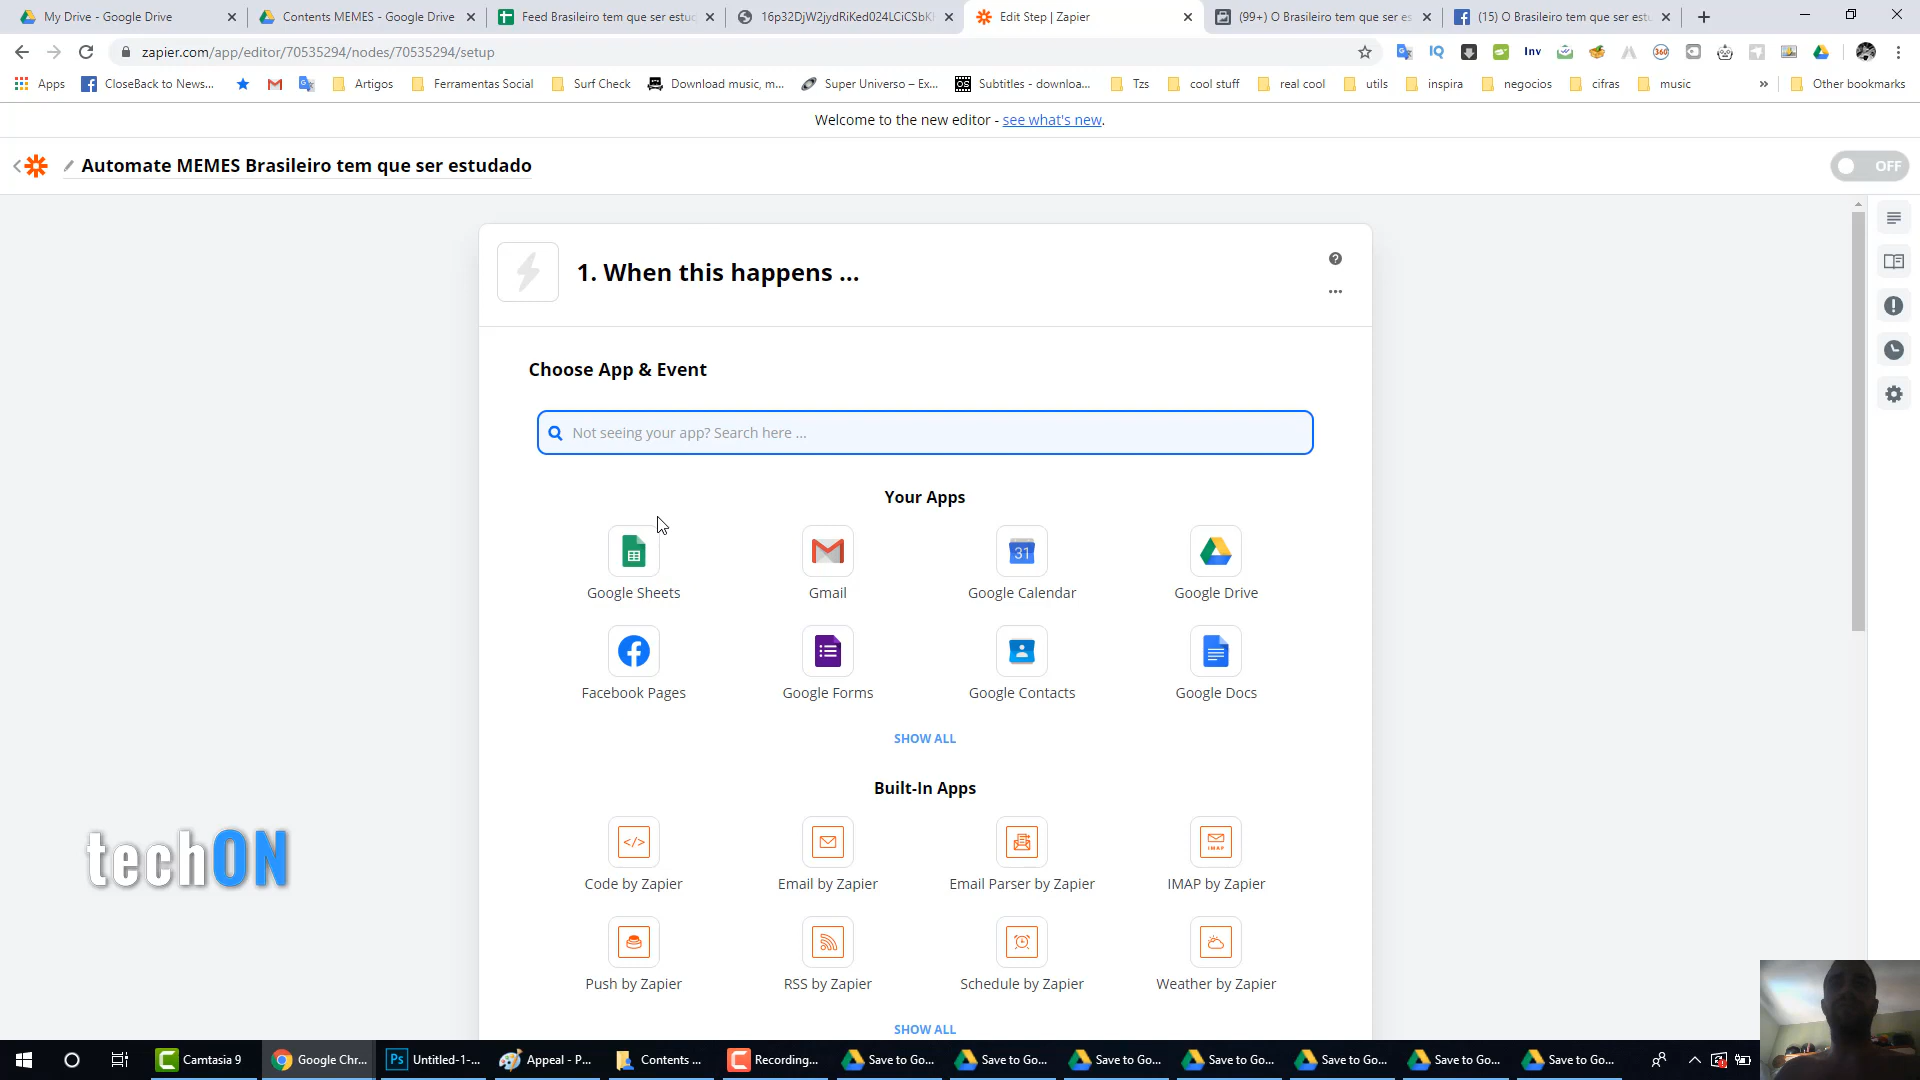 My Drive - Google Drive
Contents MEMES - Google Drive
Feed Brasileiro tem que ser estud
16p32DjW2jydRiKed024LCiCSbK
Edit Step | Zapier
(99+) O Brasileiro tem que ser es
(15) O Brasileiro tem que ser estu
zapier.com/app/editor/70535294/nodes/70535294/setup
Apps
CloseBack to News...
Artigos
Ferramentas Social
Surf Check
Download music, m...
Super Universo – Ex...
Subtitles - downloa...
Tzs
cool stuff
real cool
utils
inspira
negocios
cifras
music
Other bookmarks
Welcome to the new editor - see what's new.
Automate MEMES Brasileiro tem que ser estudado
OFF
1. When this happens ...
Choose App & Event
Not seeing your app? Search here ...
Your Apps
Google Sheets
Gmail
31
Google Calendar
Google Drive
Facebook Pages
Google Forms
Google Contacts
Google Docs
SHOW ALL
Built-In Apps
Code by Zapier
Email by Zapier
Email Parser by Zapier
IMAP
IMAP by Zapier
Push by Zapier
RSS by Zapier
Schedule by Zapier
Weather by Zapier
SHOW ALL
techON
Camtasia 9
Google Chr...
Untitled-1-...
Appeal - P...
Contents ...
Recording...
Save to Go...
Save to Go...
Save to Go...
Save to Go...
Save to Go...
Save to Go...
Save to Go...